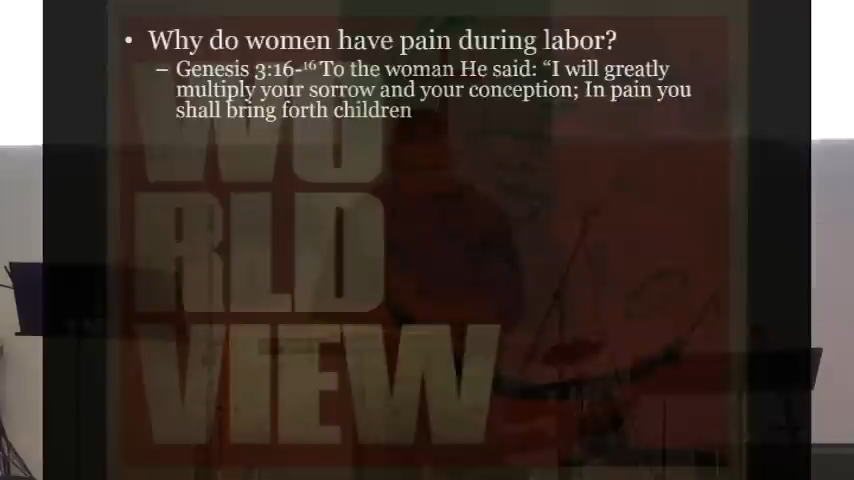 • Why do women have pain during labor?
– Genesis 3:16-¹⁶ To the woman He said: “I will greatly
multiply your sorrow and your conception; In pain you
shall bring forth children
WO
RLD
VIEW